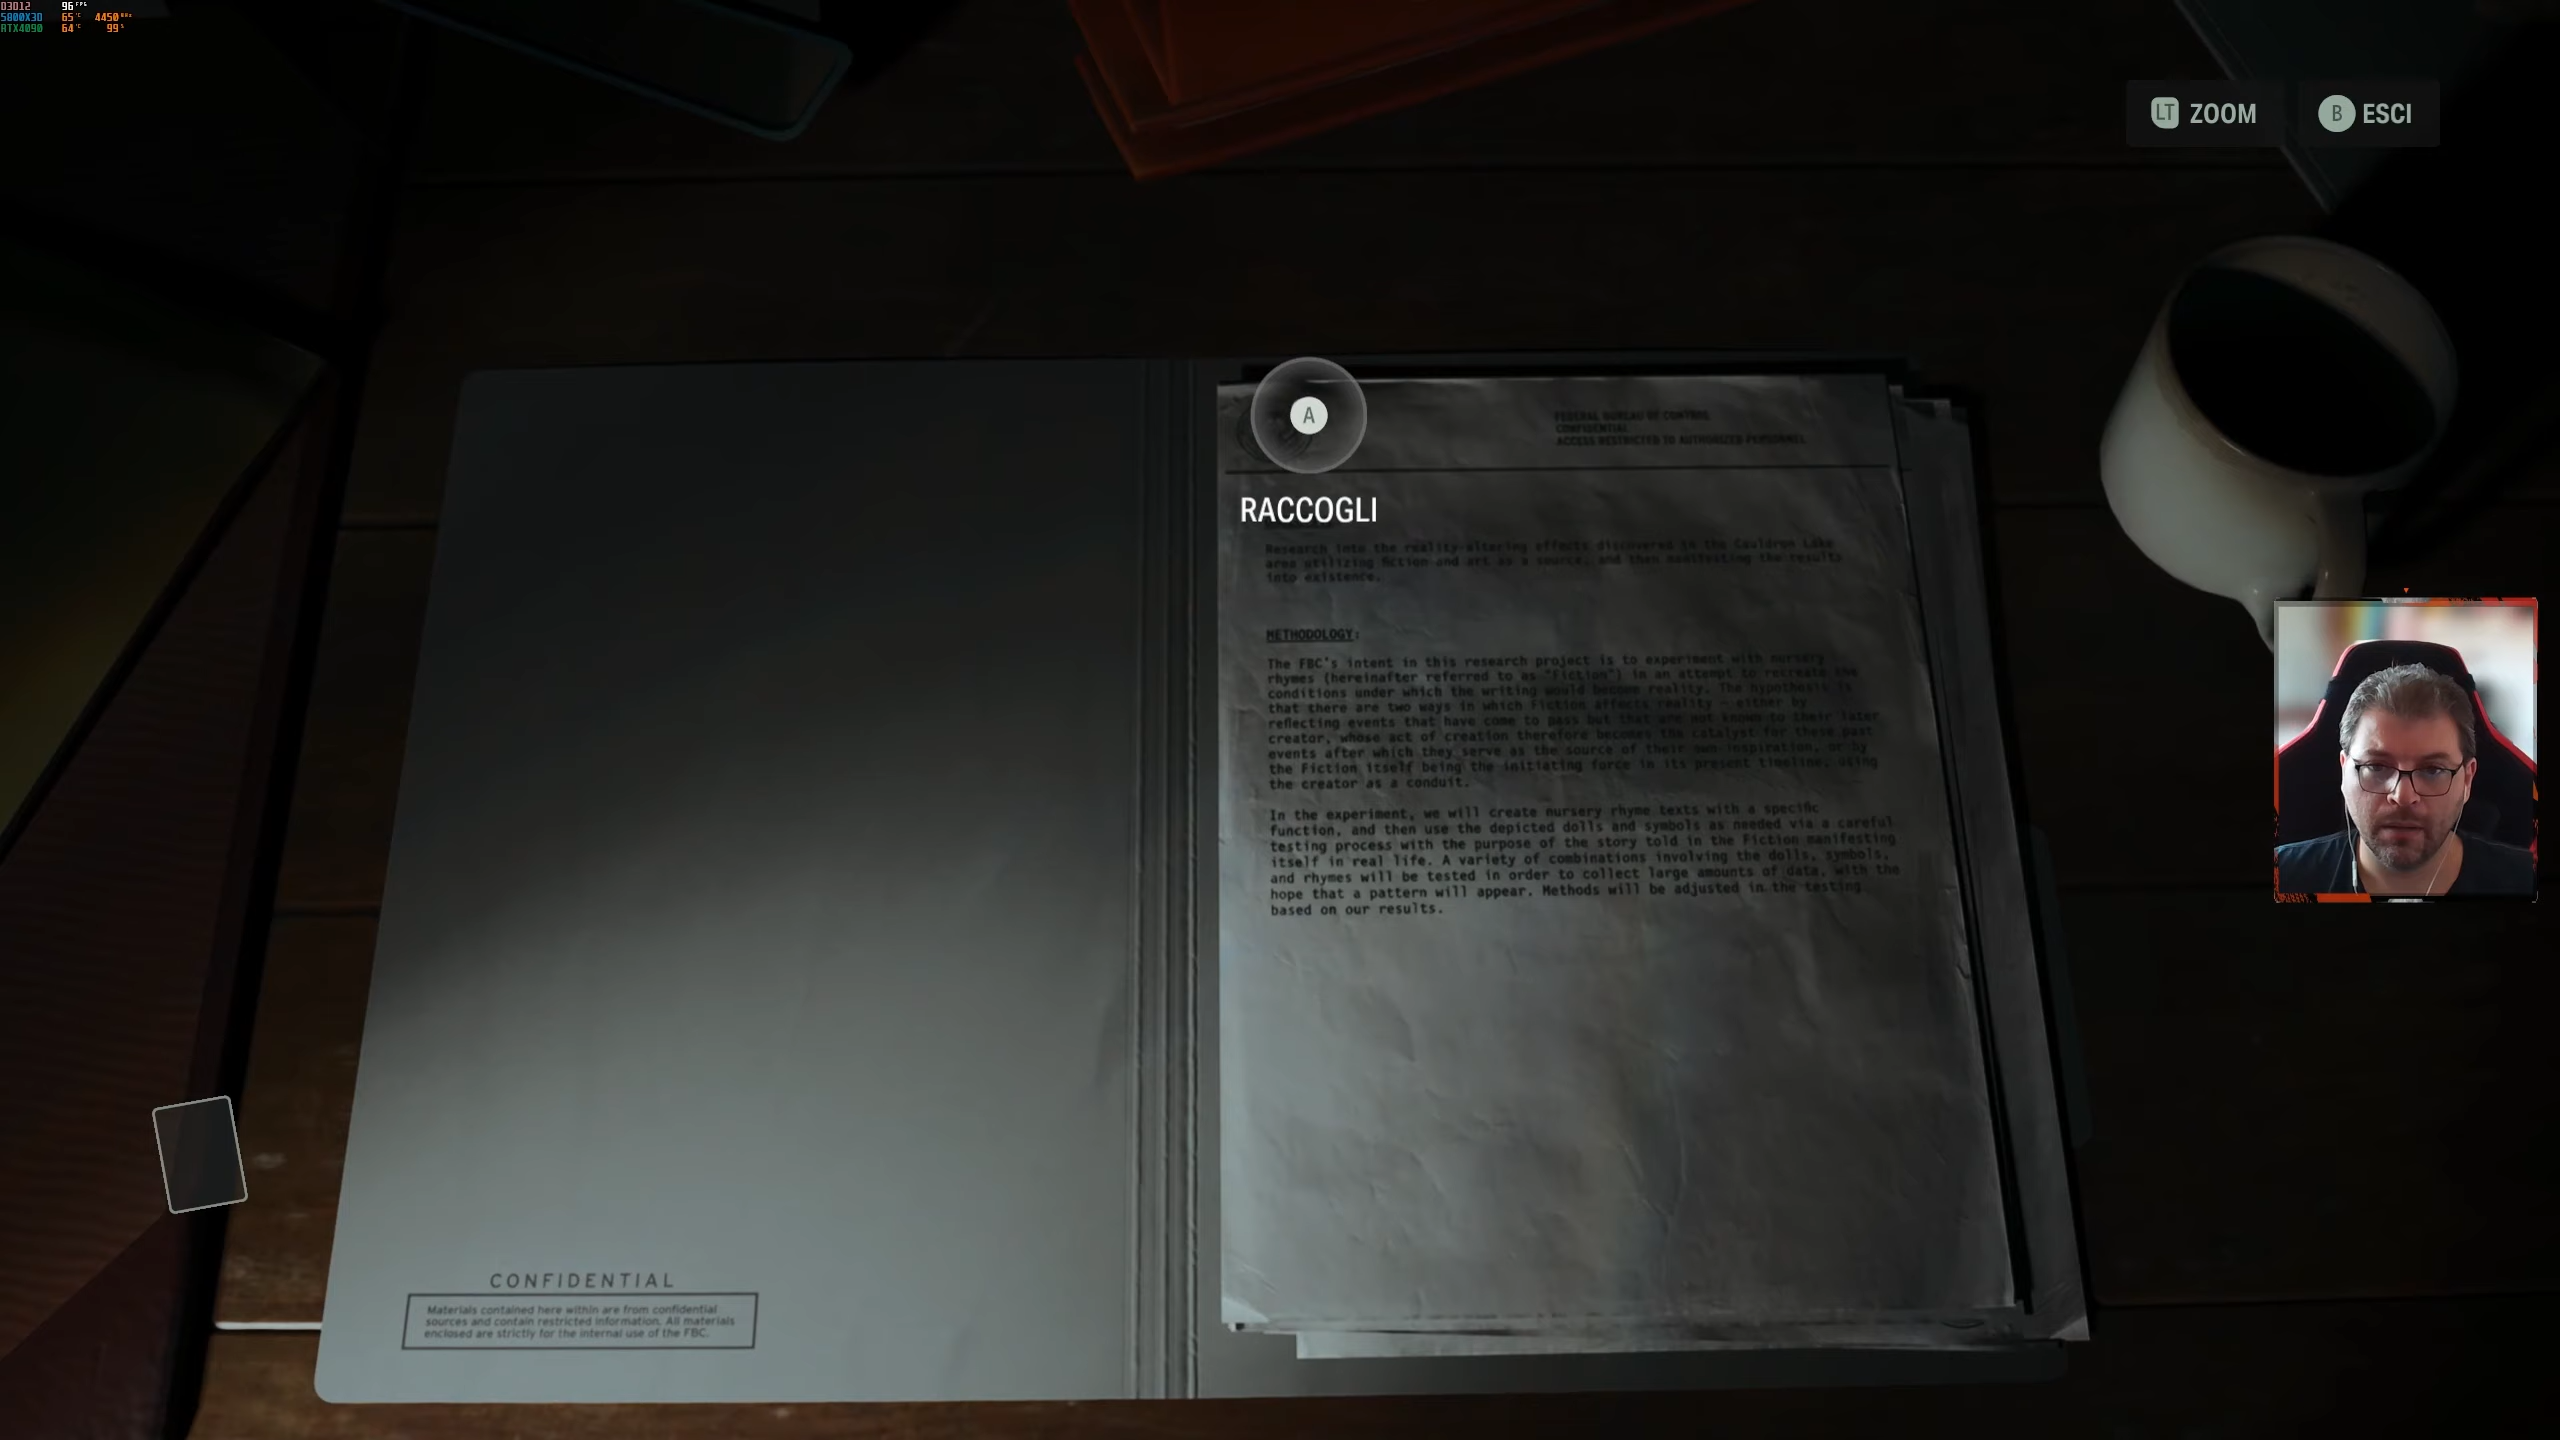 D3D12 96 FPS
5800X3D 65 °C 4450 MHz
RTX4090 64 °C 99 %
LT ZOOM B ESCI
A
FEDERAL BUREAU OF CONTROL
CONFIDENTIAL
ACCESS RESTRICTED TO AUTHORIZED PERSONNEL
RACCOGLI
Research into the reality-altering effects discovered in the Cauldron Lake
area utilizing fiction and art as a source, and then manifesting the results
into existence.
METHODOLOGY:
The FBC's intent in this research project is to experiment with nursery
rhymes (hereinafter referred to as "Fiction") in an attempt to recreate the
conditions under which the writing would become reality. The hypothesis is
that there are two ways in which Fiction affects reality – either by
reflecting events that have come to pass but that are not known to their later
creator, whose act of creation therefore becomes the catalyst for these past
events after which they serve as the source of their own inspiration, or by
the Fiction itself being the initiating force in its present timeline, using
the creator as a conduit.
In the experiment, we will create nursery rhyme texts with a specific
function, and then use the depicted dolls and symbols as needed via a careful
testing process with the purpose of the story told in the Fiction manifesting
itself in real life. A variety of combinations involving the dolls, symbols,
and rhymes will be tested in order to collect large amounts of data, with the
hope that a pattern will appear. Methods will be adjusted in the testing
based on our results.
CONFIDENTIAL
Materials contained here within are from confidential
sources and contain restricted information. All materials
enclosed are strictly for the internal use of the FBC.